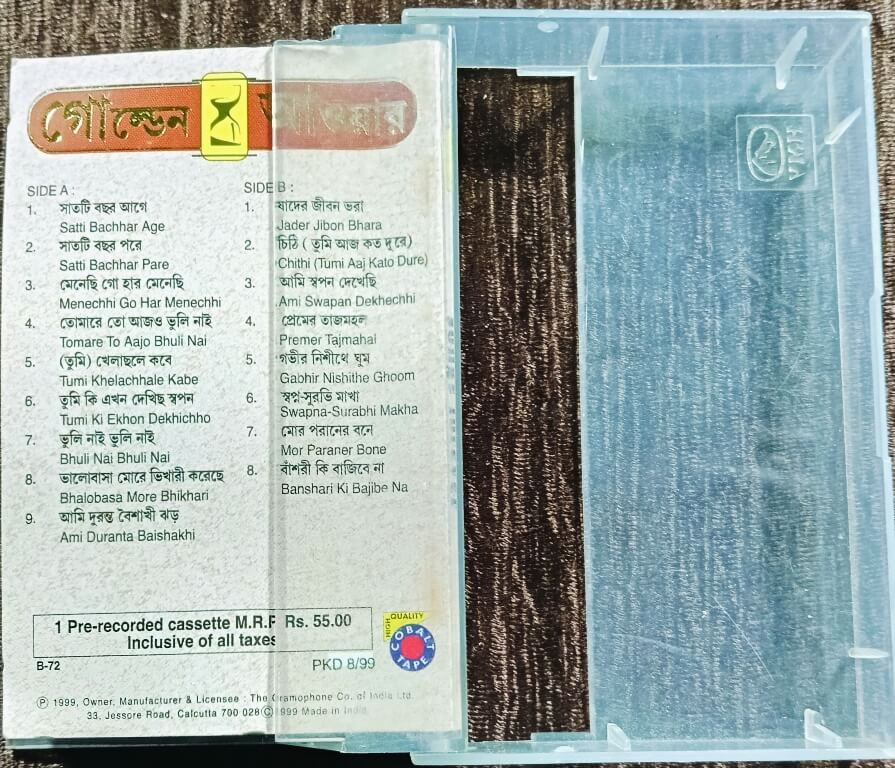 গোল্ডেন আওয়ার
SIDE A :
1. সাতটি বছর আগে
Satti Bachhar Age
2. সাতটি বছর পরে
Satti Bachhar Pare
3. মেনেছি গো হার মেনেছি
Menechhi Go Har Menechhi
4. তোমারে তো আজও ভুলি নাই
Tomare To Aajo Bhuli Nai
5. (তুমি) খেলাছলে কবে
Tumi Khelachhale Kabe
6. তুমি কি এখন দেখিছ স্বপন
Tumi Ki Ekhon Dekhichho
7. ভুলি নাই ভুলি নাই
Bhuli Nai Bhuli Nai
8. ভালোবাসা মোরে ভিখারী করেছে
Bhalobasa More Bhikhari
9. আমি দুরন্ত বৈশাখী ঝড়
Ami Duranta Baishakhi
SIDE B :
1. যাদের জীবন ভরা
Jader Jibon Bhara
2. চিঠি ( তুমি আজ কত দূরে)
Chithi (Tumi Aaj Kato Dure)
3. আমি স্বপন দেখেছি
Ami Swapan Dekhechhi
4. প্রেমের তাজমহল
Premer Tajmahal
5. গভীর নিশীথে ঘুম
Gabhir Nishithe Ghoom
6. স্বপ্ন-সুরভি মাখা
Swapna-Surabhi Makha
7. মোর পরানের বনে
Mor Paraner Bone
8. বাঁশরী কি বাজিবে না
Banshari Ki Bajibe Na
1 Pre-recorded cassette M.R.P Rs. 55.00
Inclusive of all taxes
HIGH QUALITY
COBALT
TAPE
B-72
PKD 8/99
Ⓟ 1999, Owner, Manufacturer & Licensee : The Gramophone Co. of India Ltd.
33, Jessore Road, Calcutta 700 028 Ⓒ 1999 Made in India